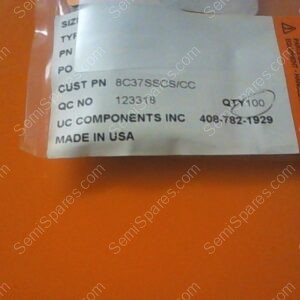 SIZE
TYP
PN
PO
CUST PN 8C37SSCS/CC
QC NO 123318 QTY 100
UC COMPONENTS INC 408-782-1929
MADE IN USA
SemiSpares.com